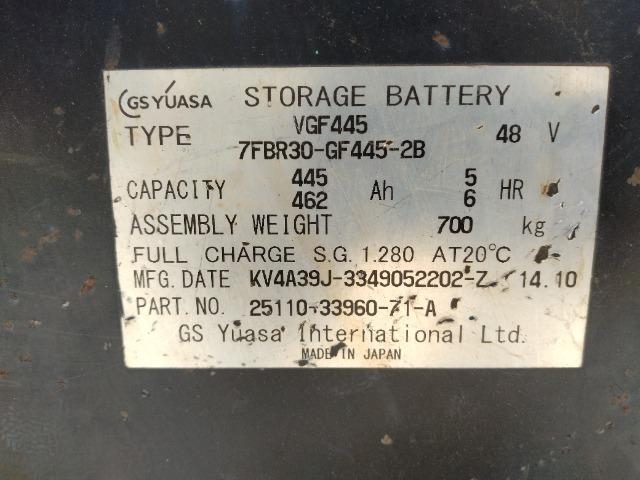 GS YUASA STORAGE BATTERY
TYPE VGF445 48 V
7FBR30-GF445-2B
CAPACITY 445 Ah 5 HR
462 6
ASSEMBLY WEIGHT 700 kg
FULL CHARGE S.G. 1.280 AT20°C
MFG. DATE KV4A39J-3349052202-Z 14.10
PART. NO. 25110-33960-71-A
GS Yuasa International Ltd.
MADE IN JAPAN